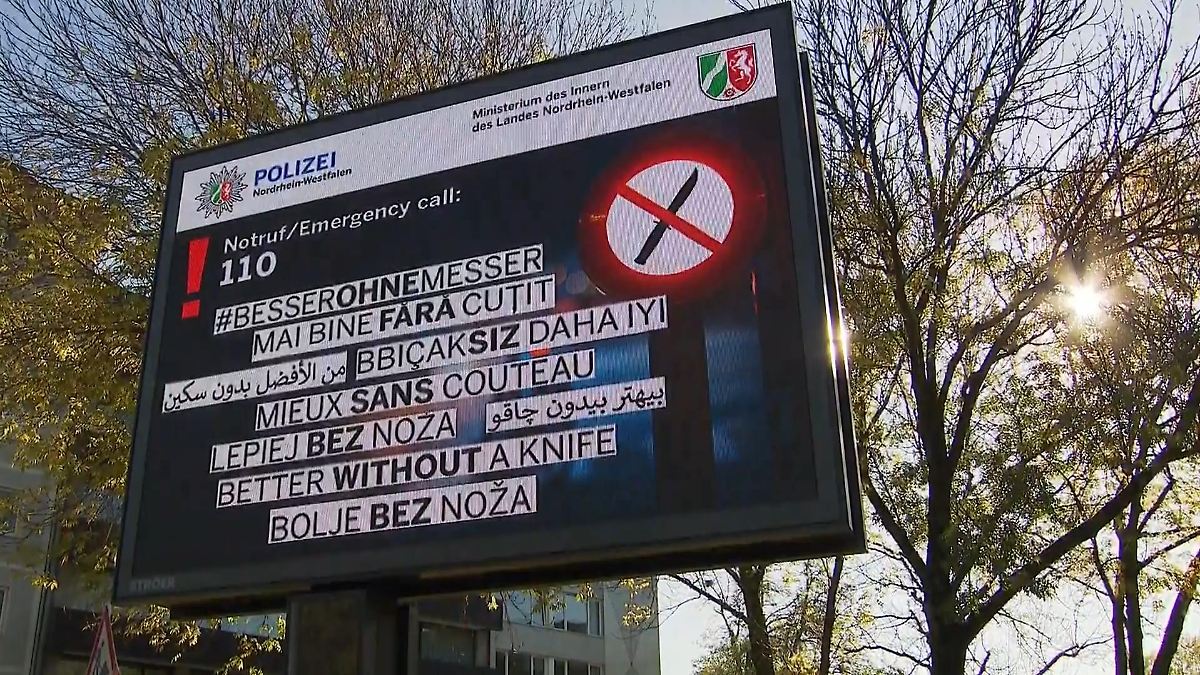 POLIZEI
Nordrhein-Westfalen
Ministerium des Innern
des Landes Nordrhein-Westfalen
Notruf/Emergency call:
110
#BESSEROHNEMESSER
MAI BINE FĂRĂ CUȚIT
BBIÇAKSIZ DAHA IYI
من الأفضل بدون سكين
MIEUX SANS COUTEAU
بيهتر بيدون چاقو
LEPIEJ BEZ NOŻA
BETTER WITHOUT A KNIFE
BOLJE BEZ NOŽA
STRÖER